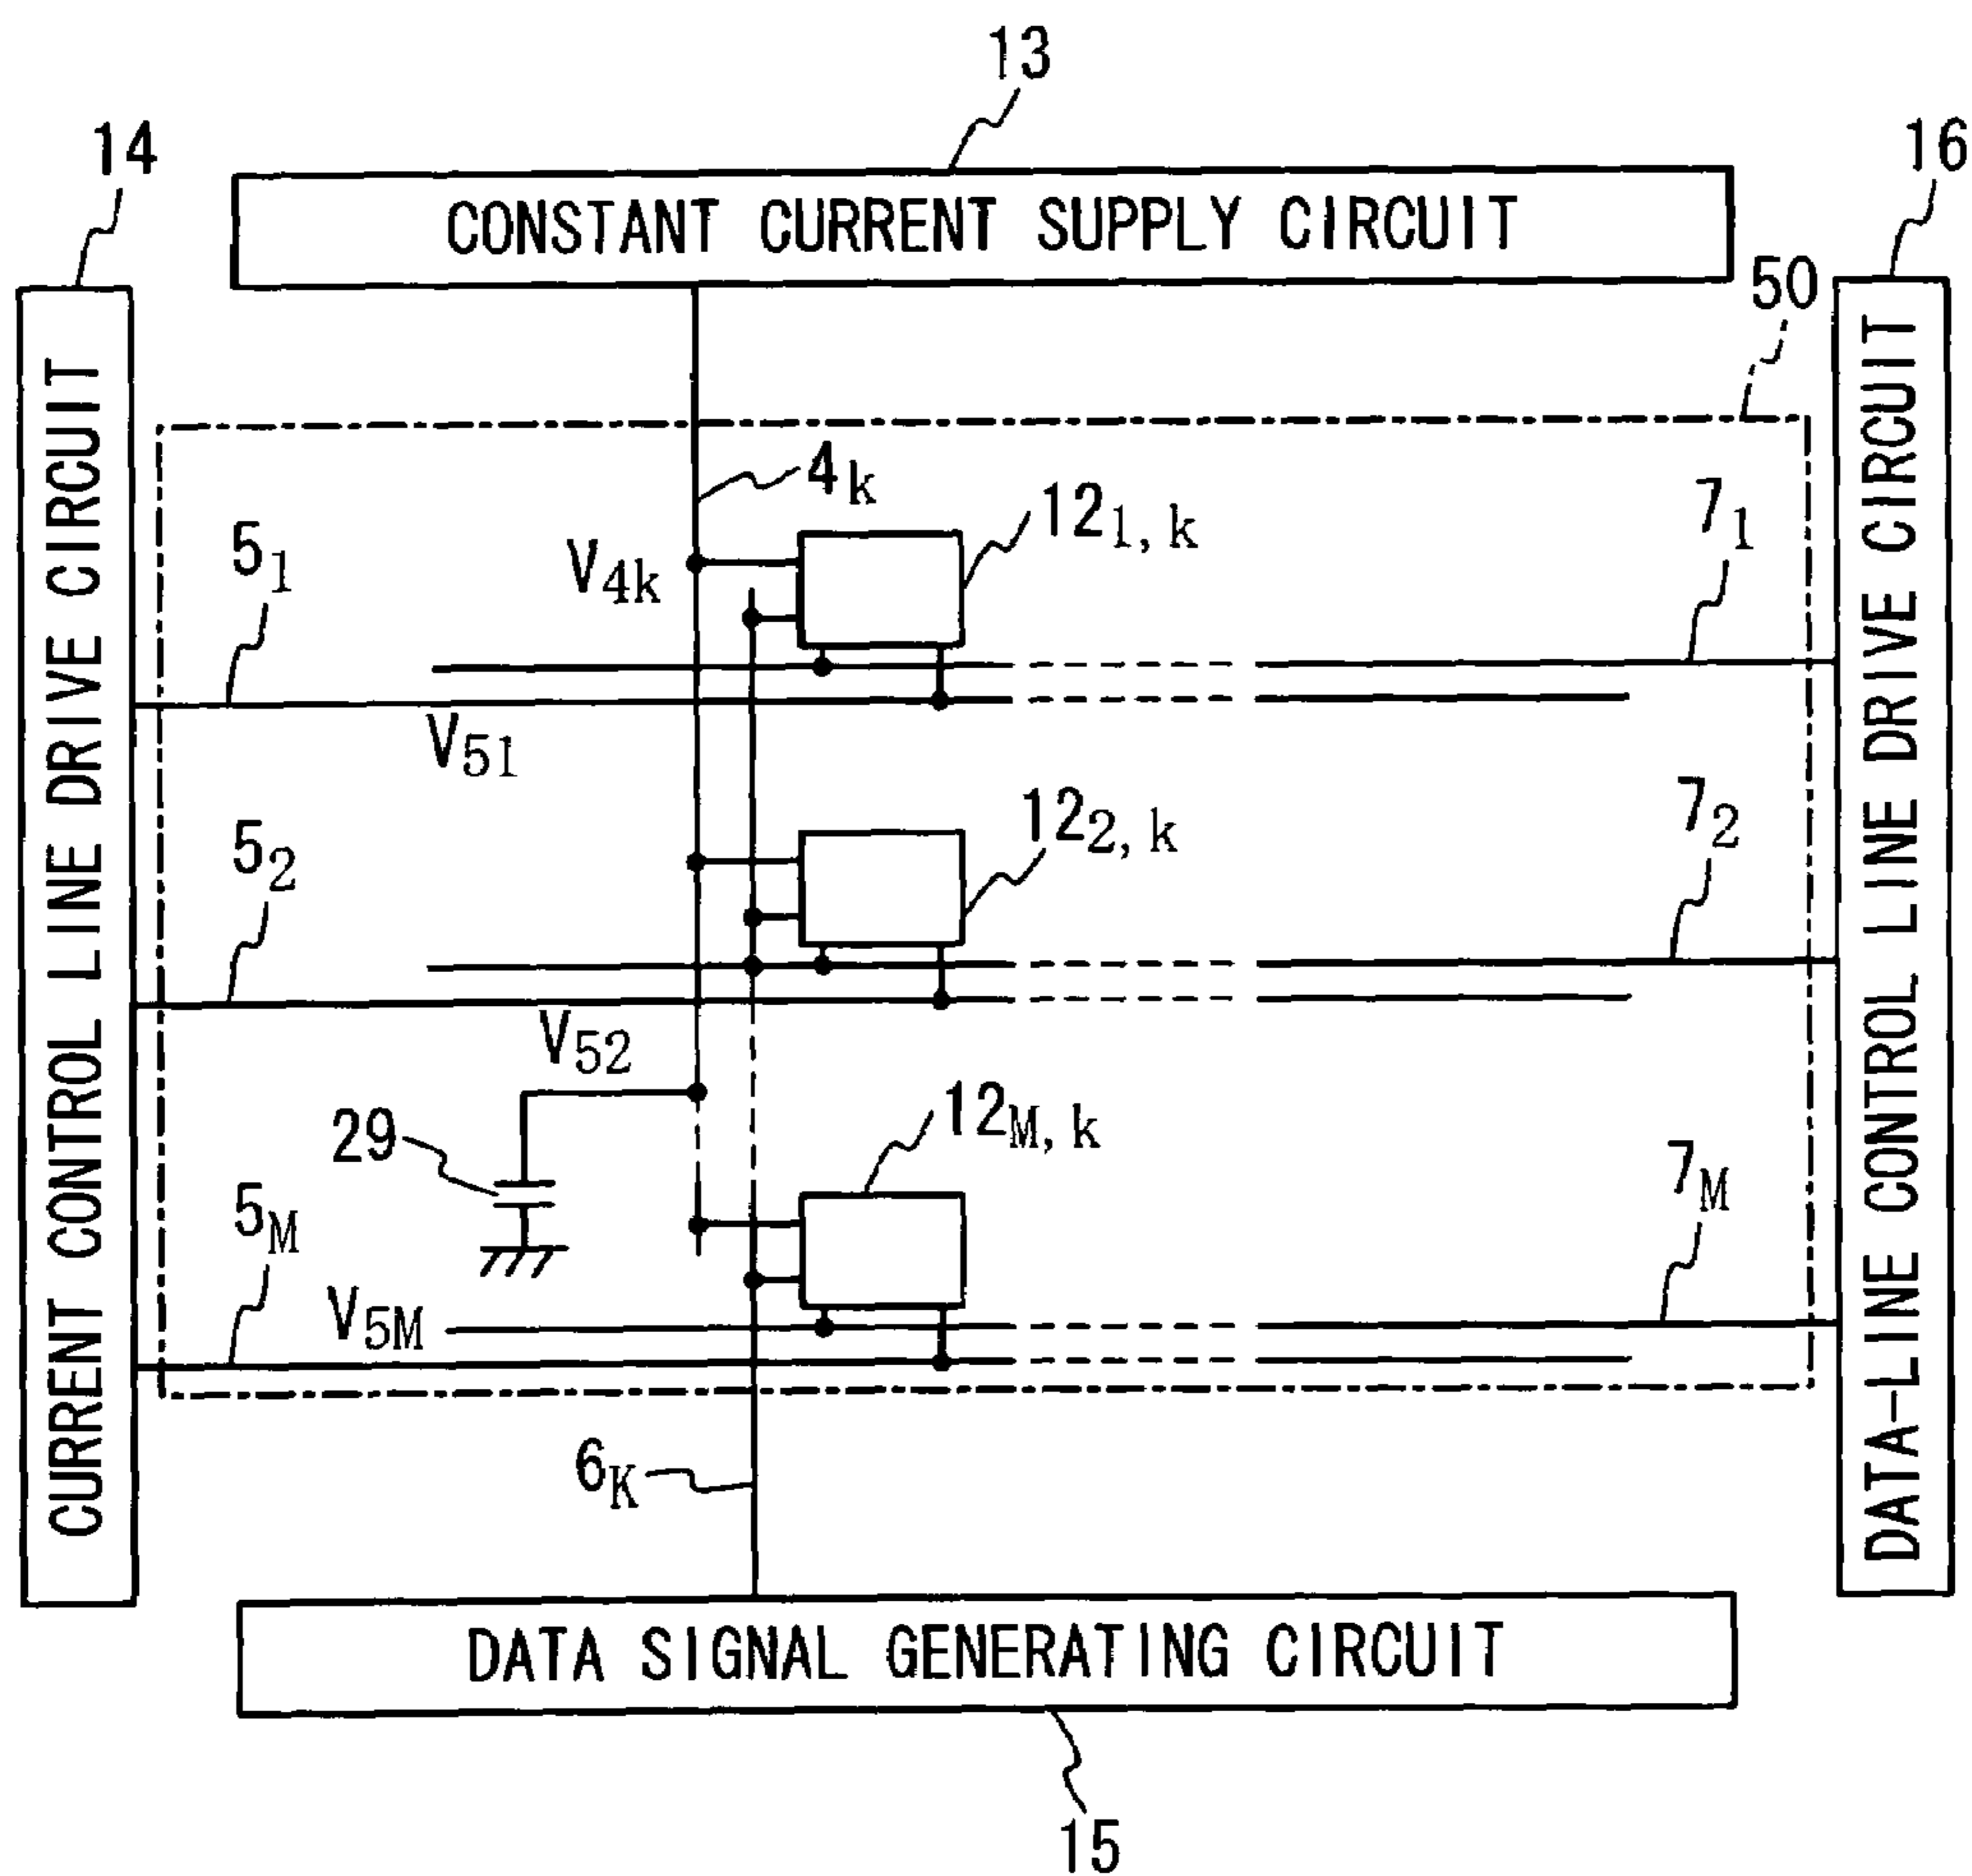 13
14
16
CONSTANT CURRENT SUPPLY CIRCUIT
50
CURRENT CONTROL LINE DRIVE CIRCUIT
DATA-LINE CONTROL LINE DRIVE CIRCUIT
4k
5₁
V4k
12₁,k
7₁
V51
5₂
12₂,k
7₂
V52
29
12M,k
5M
7M
V5M
6K
DATA SIGNAL GENERATING CIRCUIT
15